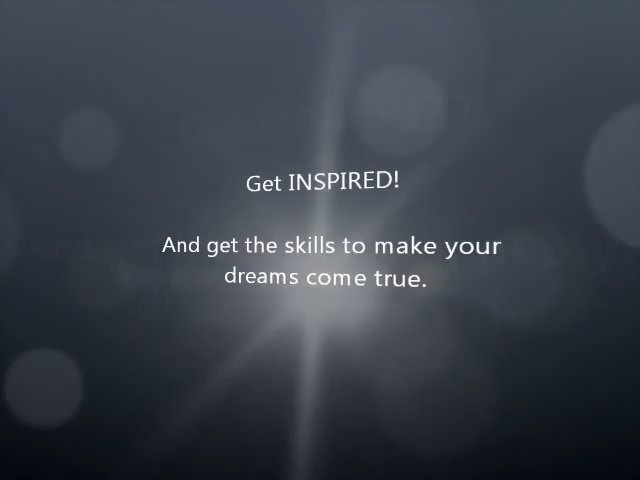 Get INSPIRED!
And get the skills to make your
dreams come true.